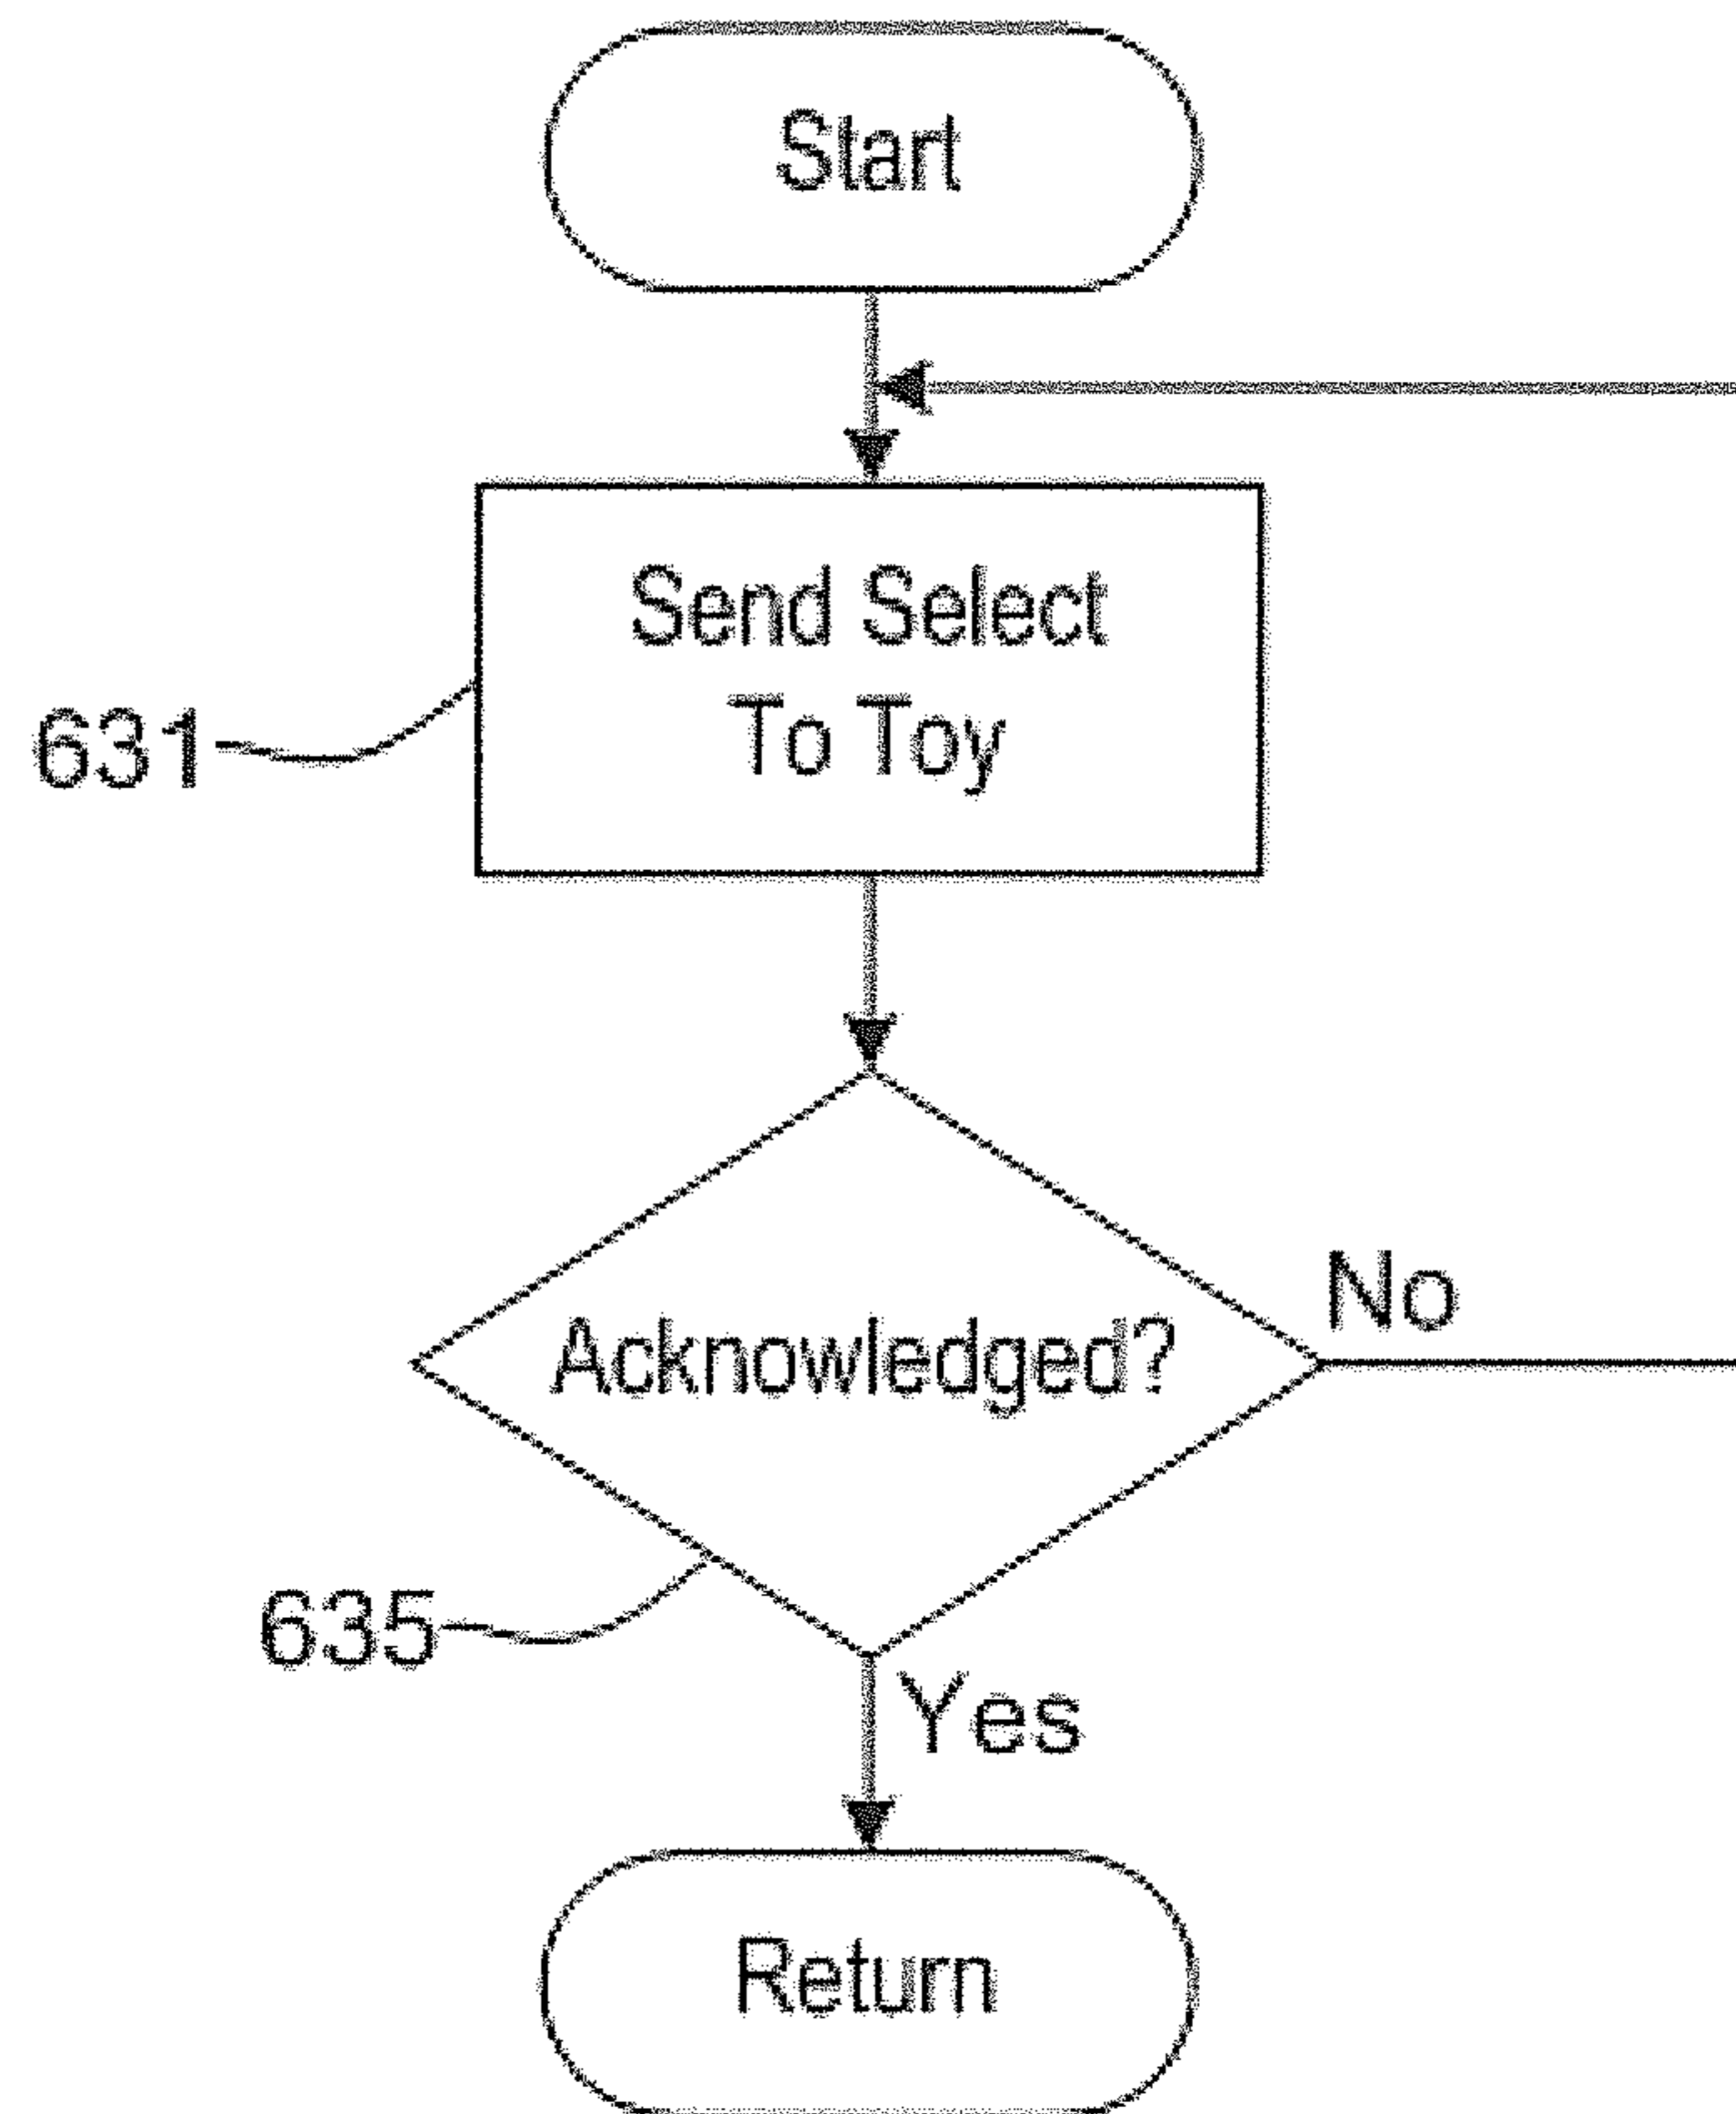 Start
Send Select
To Toy
631
Acknowledged?
No
635
Yes
Return